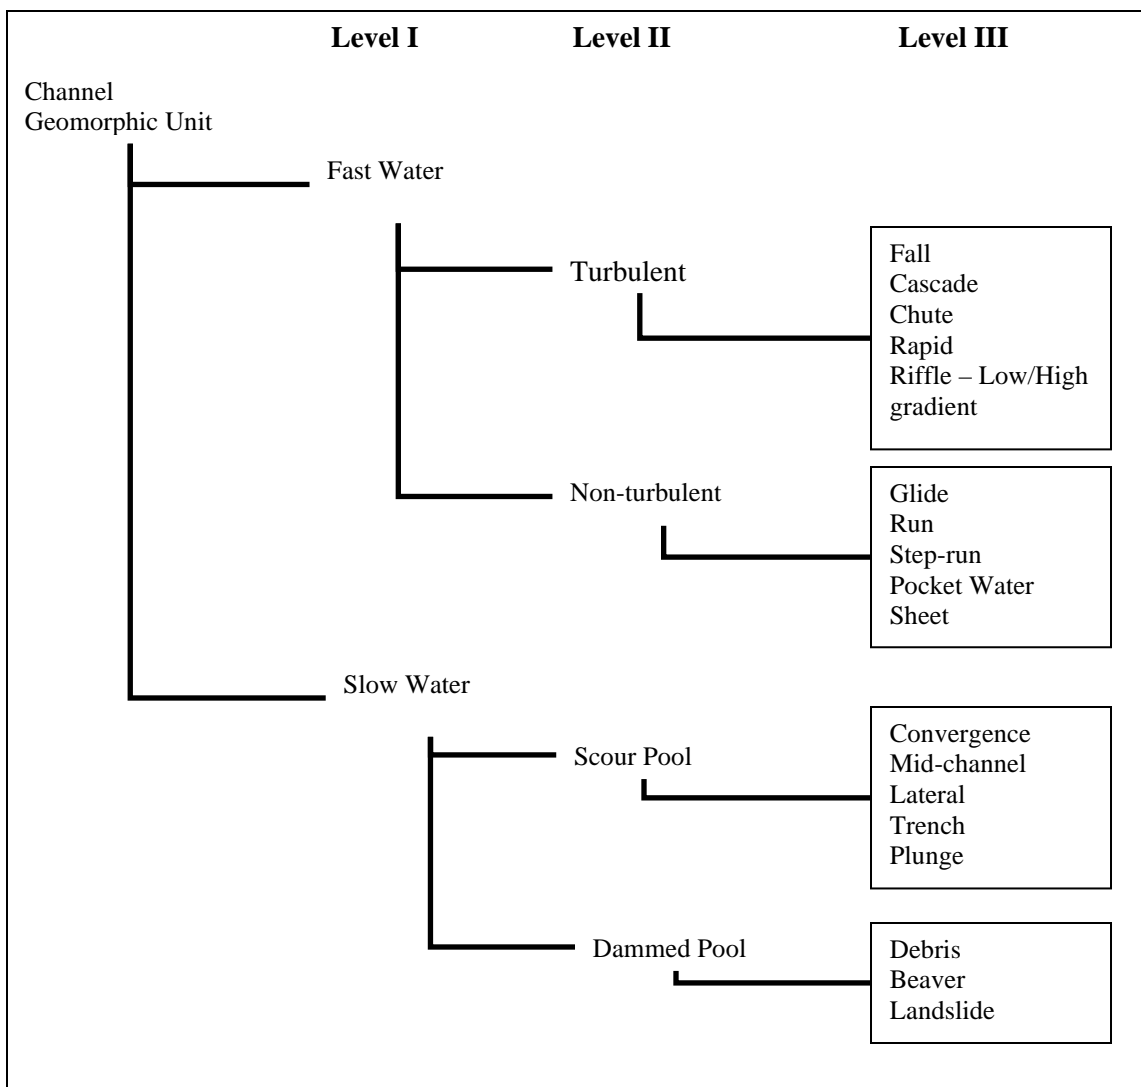 Level I Level II Level III
Channel
Geomorphic Unit
Fast Water
Turbulent
Fall
Cascade
Chute
Rapid
Riffle – Low/High
gradient
Non-turbulent
Glide
Run
Step-run
Pocket Water
Sheet
Slow Water
Scour Pool
Convergence
Mid-channel
Lateral
Trench
Plunge
Dammed Pool
Debris
Beaver
Landslide